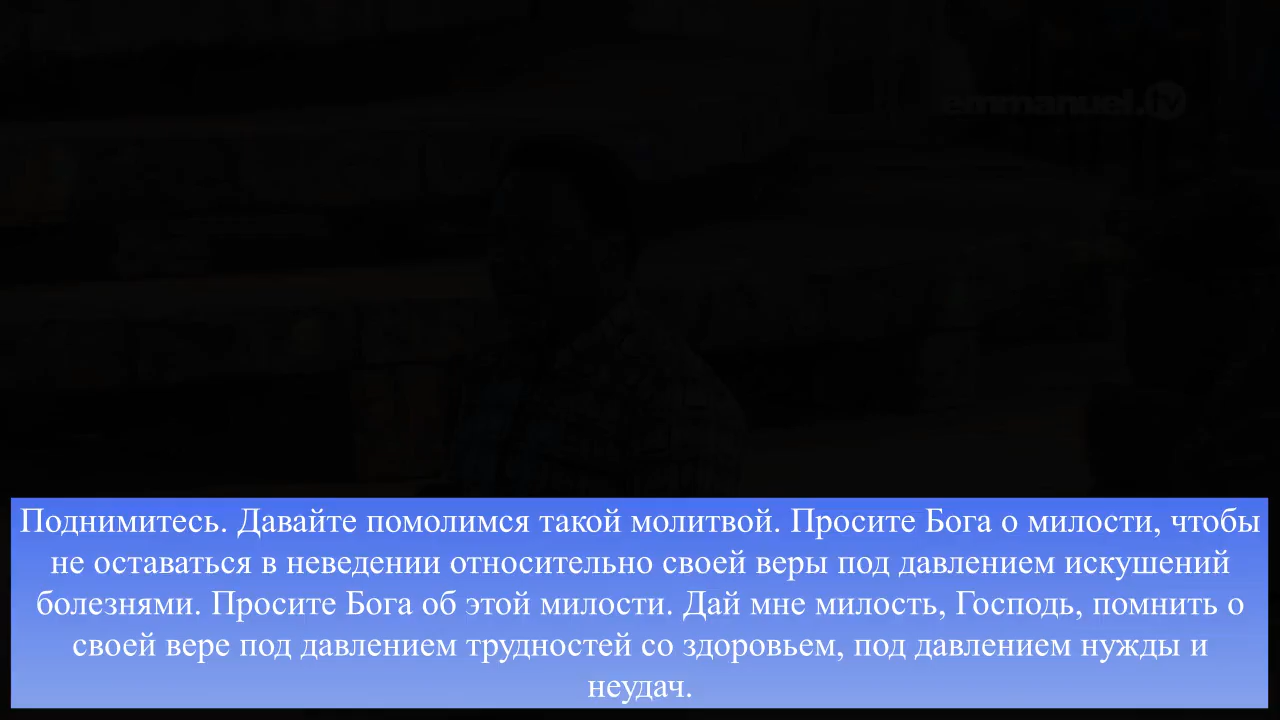 emmanuel.tv
Поднимитесь. Давайте помолимся такой молитвой. Просите Бога о милости, чтобы
не оставаться в неведении относительно своей веры под давлением искушений
болезнями. Просите Бога об этой милости. Дай мне милость, Господь, помнить о
своей вере под давлением трудностей со здоровьем, под давлением нужды и
неудач.